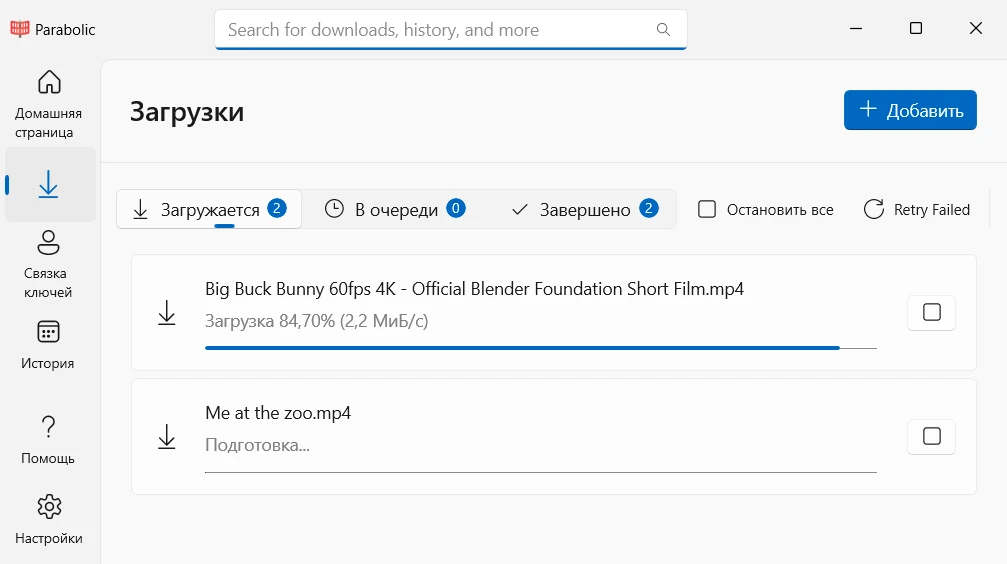 Parabolic
Search for downloads, history, and more
Домашняя
страница
Загрузки
Добавить
Загружается 2
В очереди 0
Завершено 2
Остановить все
Retry Failed
Связка
ключей
История
Помощь
Настройки
Big Buck Bunny 60fps 4K - Official Blender Foundation Short Film.mp4
Загрузка 84,70% (2,2 МиБ/с)
Me at the zoo.mp4
Подготовка...